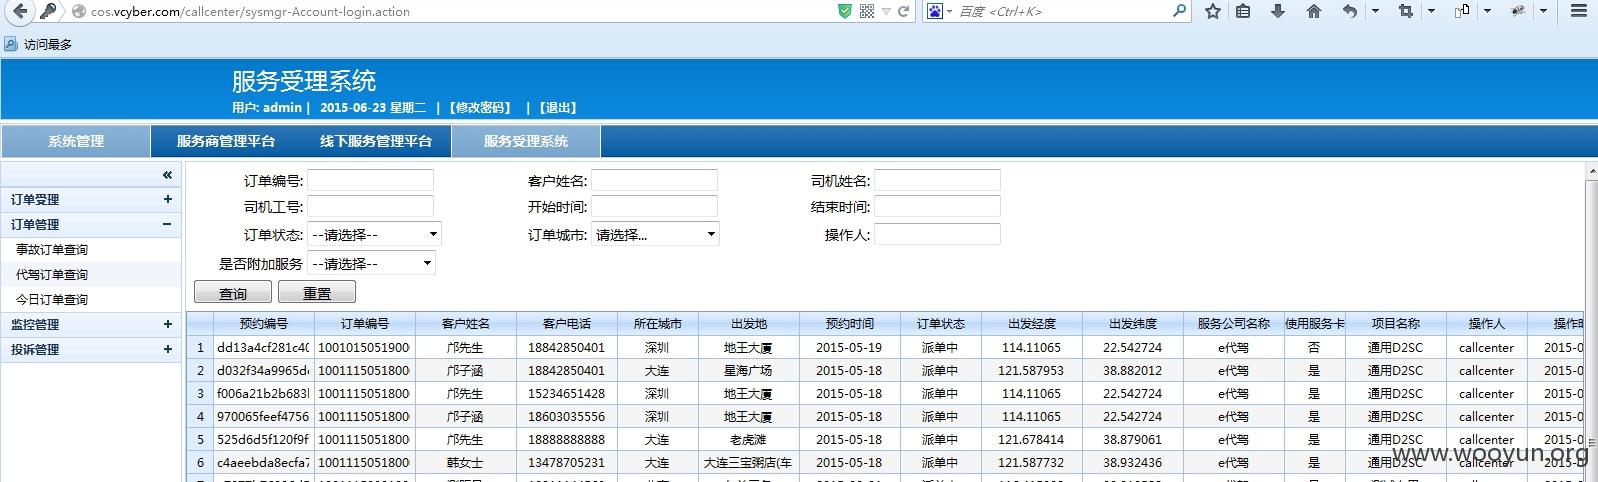 cos.vcyber.com/callcenter/sysmgr-Account-login.action 百度 <Ctrl+K>
访问最多
服务受理系统
用户: admin | 2015-06-23 星期二 |【修改密码】 |【退出】
系统管理 服务商管理平台 线下服务管理平台 服务受理系统
«
订单受理 +
订单管理 −
事故订单查询
代驾订单查询
今日订单查询
监控管理 +
投诉管理 +
订单编号: 客户姓名: 司机姓名:
司机工号: 开始时间: 结束时间:
订单状态: --请选择-- 订单城市: 请选择... 操作人:
是否附加服务 --请选择--
查询 重置
预约编号 订单编号 客户姓名 客户电话 所在城市 出发地 预约时间 订单状态 出发经度 出发纬度 服务公司名称 使用服务卡 项目名称 操作人 操作时
1 dd13a4cf281c40 1001015051900 邝先生 18842850401 深圳 地王大厦 2015-05-19 派单中 114.11065 22.542724 e代驾 否 通用D2SC callcenter 2015-0
2 d032f34a9965d 1001115051800 邝子涵 18842850401 大连 星海广场 2015-05-18 派单中 121.587953 38.882012 e代驾 是 通用D2SC callcenter 2015-0
3 f006a21b2b683 1001115051800 邝先生 15234651428 深圳 地王大厦 2015-05-18 派单中 114.11065 22.542724 e代驾 是 通用D2SC callcenter 2015-0
4 970065feef4756 1001115051800 邝子涵 18603035556 深圳 地王大厦 2015-05-18 派单中 114.11065 22.542724 e代驾 是 通用D2SC callcenter 2015-0
5 525d6d5f120f9f 1001115051800 邝先生 18888888888 大连 老虎滩 2015-05-18 派单中 121.678414 38.879061 e代驾 是 通用D2SC callcenter 2015-0
6 c4aeebda8ecfa7 1001115051800 韩女士 13478705231 大连 大连三宝粥店(车 2015-05-18 派单中 121.587732 38.932436 e代驾 是 通用D2SC callcenter
www.wooyun.org